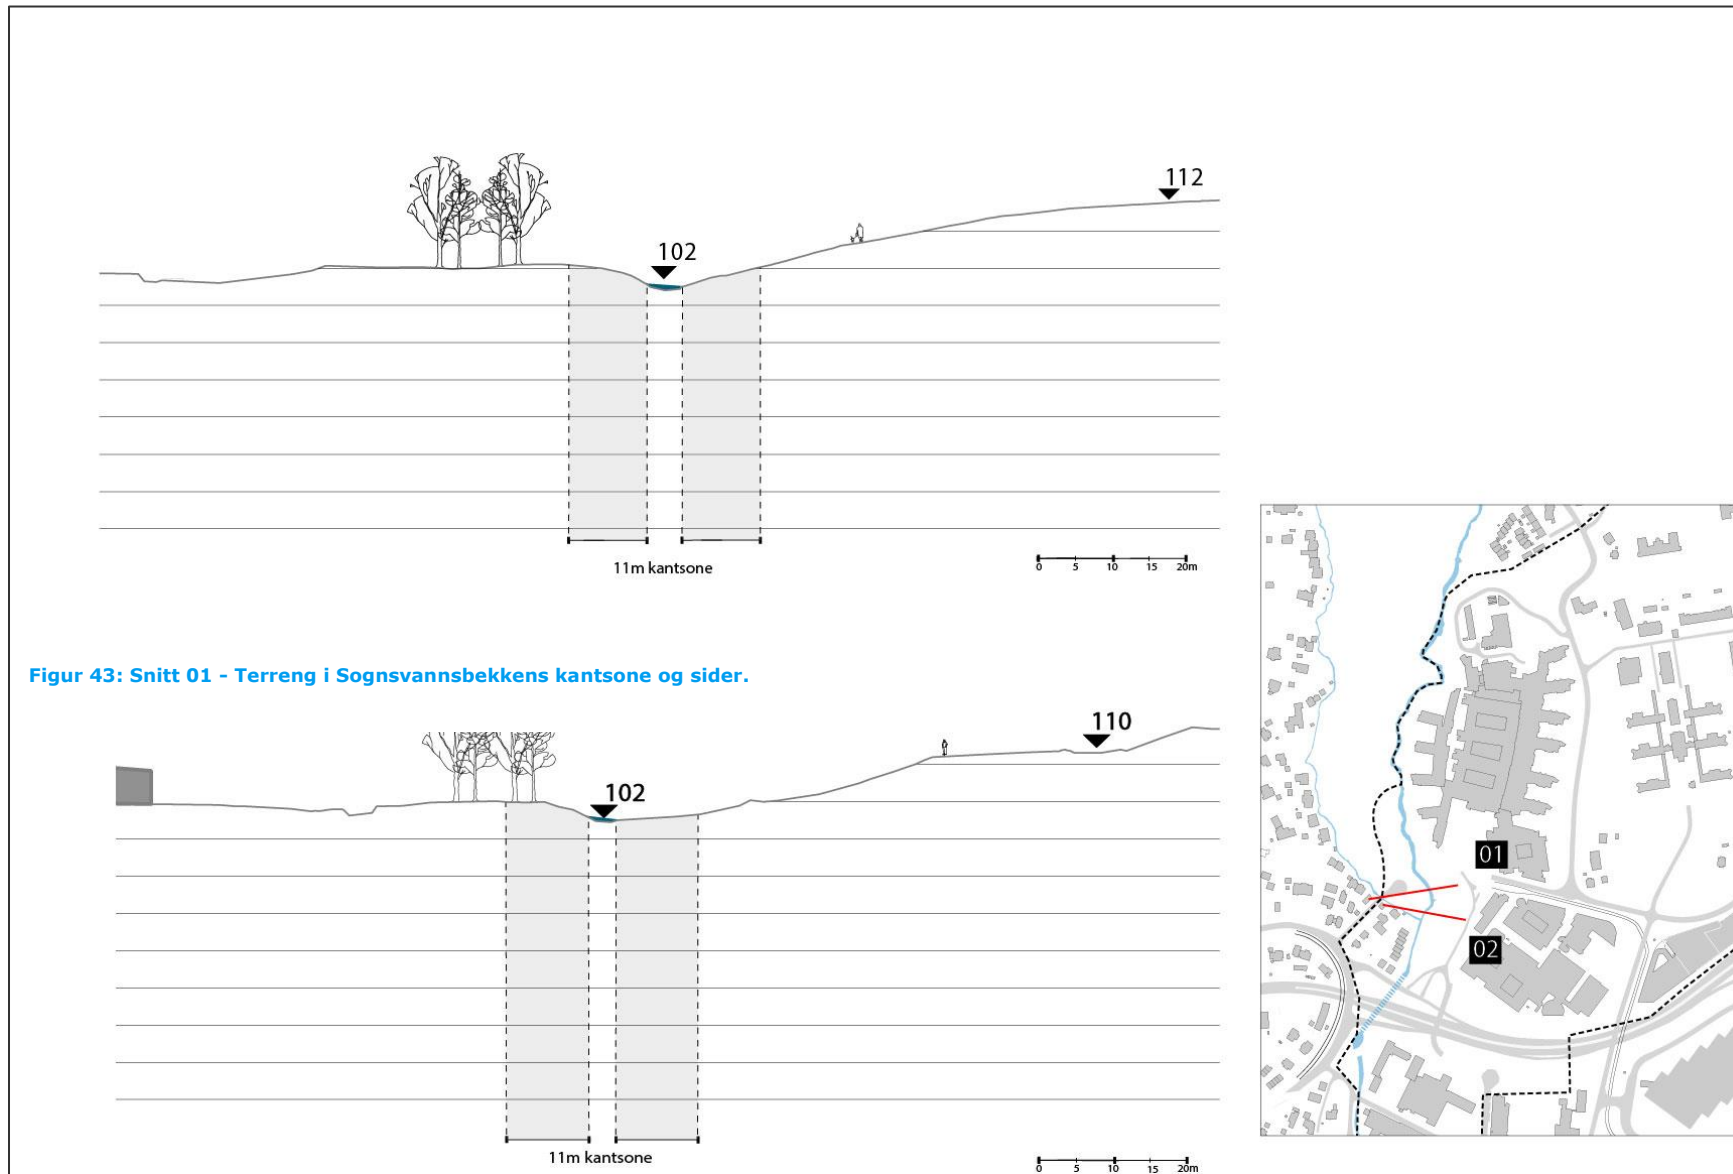 112
102
11m kantsone
0 5 10 15 20m
Figur 43: Snitt 01 - Terreng i Sognsvannsbekkens kantsone og sider.
110
102
11m kantsone
0 5 10 15 20m
01
02